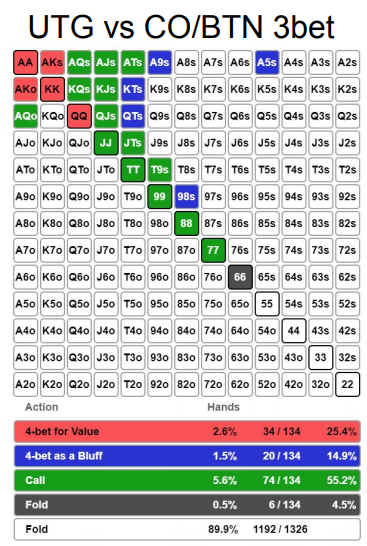 UTG vs CO/BTN 3bet
AA AKs AQs AJs ATs A9s A8s A7s A6s A5s A4s A3s A2s
AKo KK KQs KJs KTs K9s K8s K7s K6s K5s K4s K3s K2s
AQo KQo QQ QJs QTs Q9s Q8s Q7s Q6s Q5s Q4s Q3s Q2s
AJo KJo QJo JJ JTs J9s J8s J7s J6s J5s J4s J3s J2s
ATo KTo QTo JTo TT T9s T8s T7s T6s T5s T4s T3s T2s
A9o K9o Q9o J9o T9o 99 98s 97s 96s 95s 94s 93s 92s
A8o K8o Q8o J8o T8o 98o 88 87s 86s 85s 84s 83s 82s
A7o K7o Q7o J7o T7o 97o 87o 77 76s 75s 74s 73s 72s
A6o K6o Q6o J6o T6o 96o 86o 76o 66 65s 64s 63s 62s
A5o K5o Q5o J5o T5o 95o 85o 75o 65o 55 54s 53s 52s
A4o K4o Q4o J4o T4o 94o 84o 74o 64o 54o 44 43s 42s
A3o K3o Q3o J3o T3o 93o 83o 73o 63o 53o 43o 33 32s
A2o K2o Q2o J2o T2o 92o 82o 72o 62o 52o 42o 32o 22
Action Hands
4-bet for Value 2.6% 34 / 134 25.4%
4-bet as a Bluff 1.5% 20 / 134 14.9%
Call 5.6% 74 / 134 55.2%
Fold 0.5% 6 / 134 4.5%
Fold 89.9% 1192 / 1326